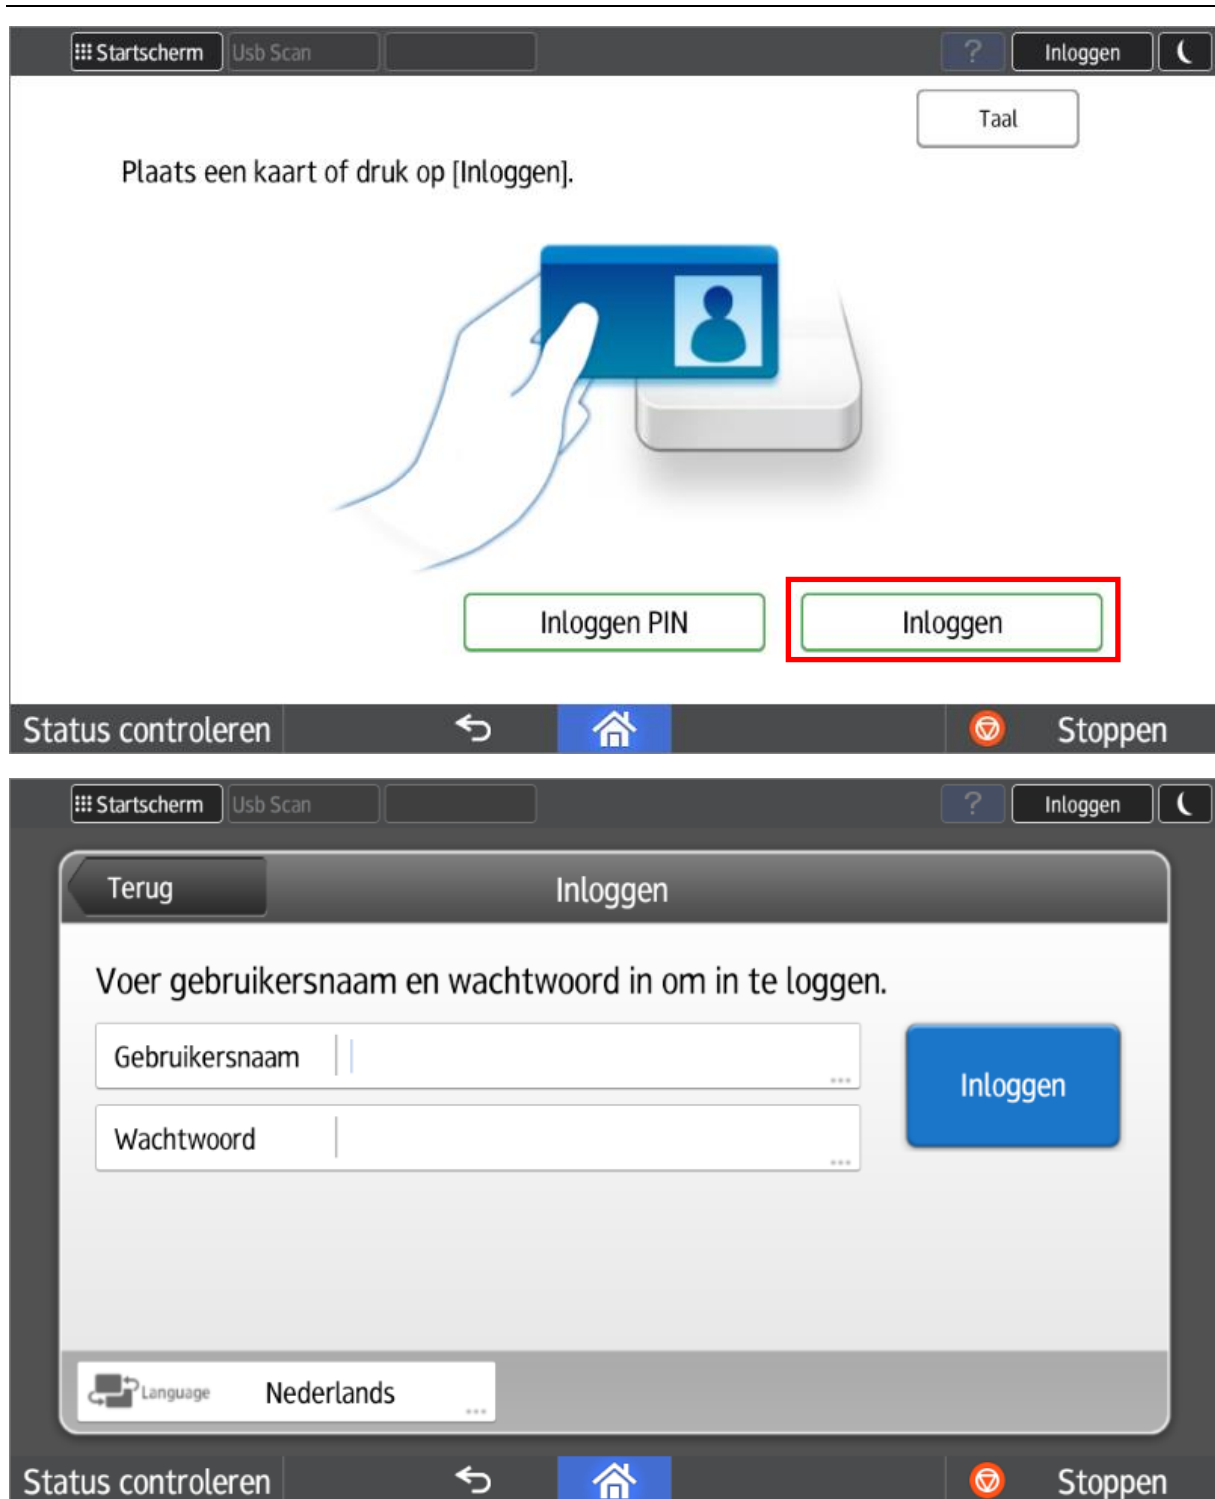 Startscherm Usb Scan ? Inloggen
Taal
Plaats een kaart of druk op [Inloggen].
Inloggen PIN Inloggen
Status controleren Stoppen
Startscherm Usb Scan ? Inloggen
Terug Inloggen
Voer gebruikersnaam en wachtwoord in om in te loggen.
Gebruikersnaam ...
Inloggen
Wachtwoord ...
Language Nederlands ...
Status controleren Stoppen